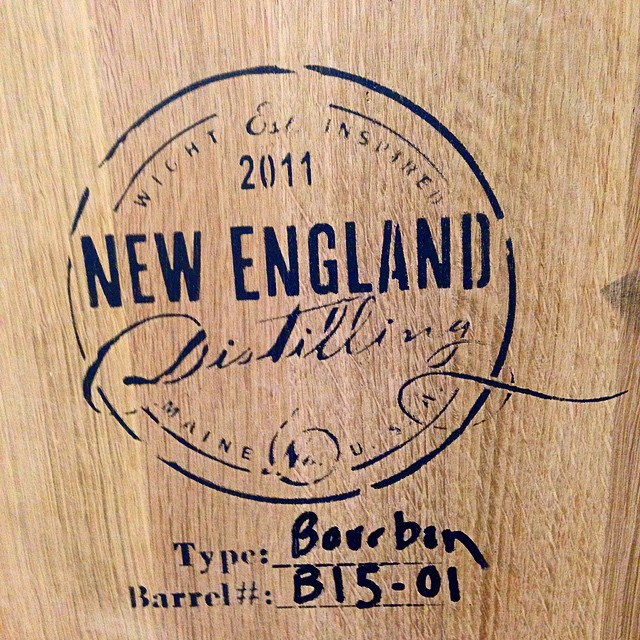 WIGHT Est. INSPIRED
2011
NEW ENGLAND
Distilling
MAINE U.S.A.
Type: Bourbon
Barrel#: B15-01